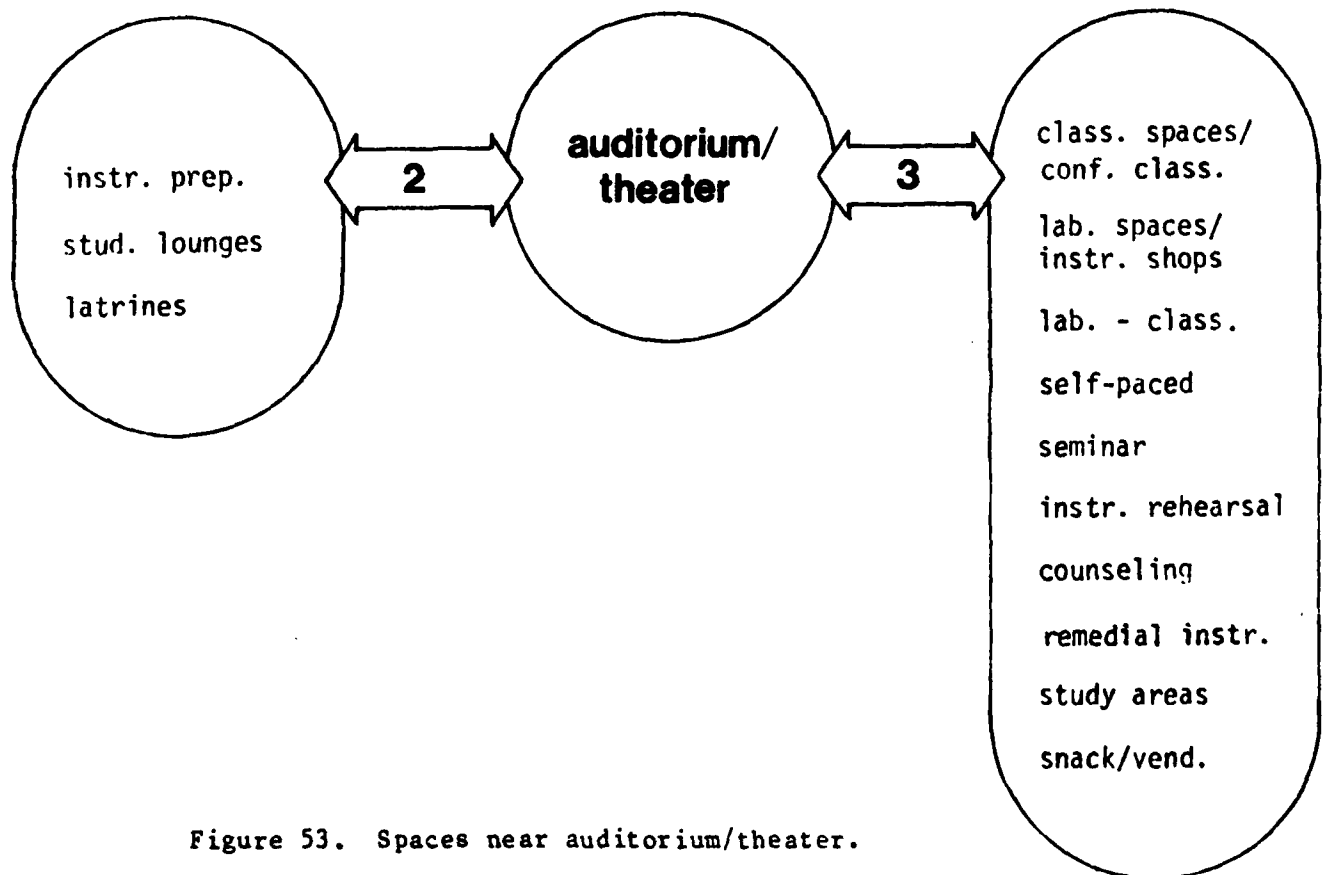 instr. prep.
stud. lounges
latrines
2
auditorium/
theater
3
class. spaces/
conf. class.
lab. spaces/
instr. shops
lab. - class.
self-paced
seminar
instr. rehearsal
counseling
remedial instr.
study areas
snack/vend.
Figure 53. Spaces near auditorium/theater.